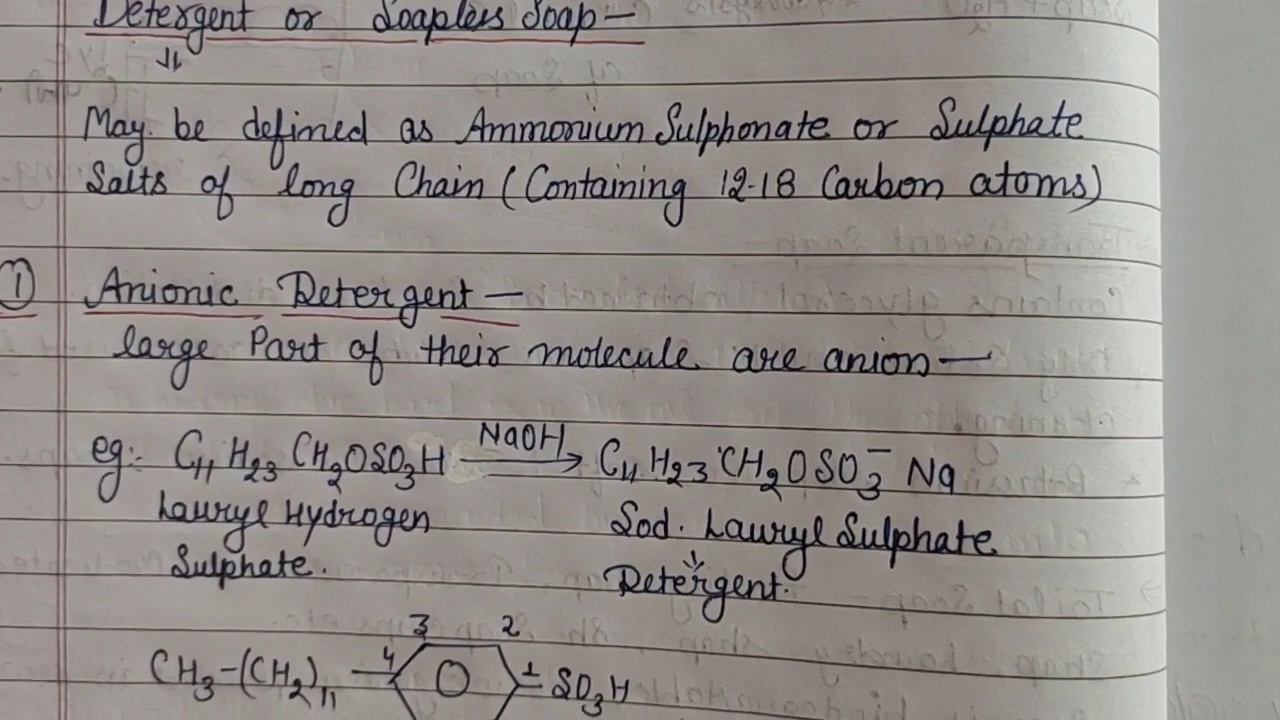 Detergent or Soapless Soap—
May be defined as Ammonium Sulphonate or Sulphate
Salts of long Chain (Containing 12-18 Carbon atoms)
① Anionic Detergent—
large Part of their molecule are anion—
eg:- C₁₁H₂₃CH₂OSO₃H NaOH → C₁₁H₂₃CH₂OSO₃⁻ Na
Lauryl Hydrogen Sod. Lauryl Sulphate
Sulphate. Detergent.
3 2
CH₃-(CH₂)₁₁ 4 1 SO₃H